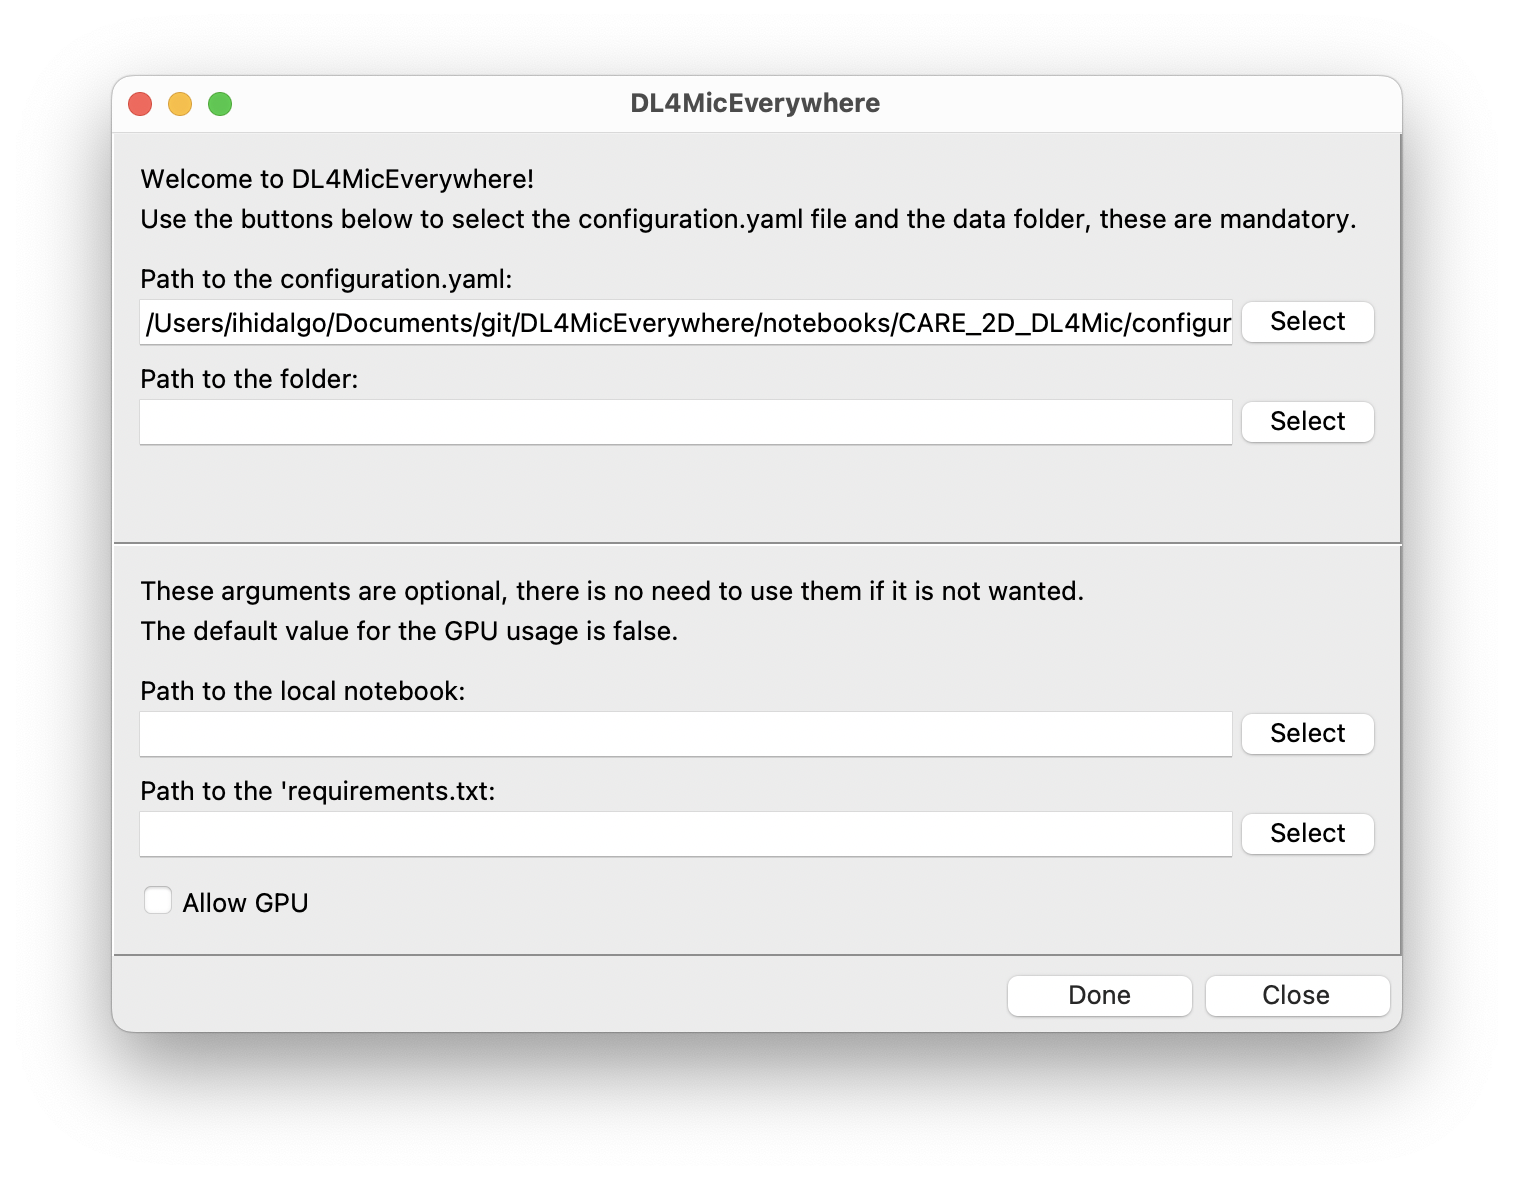 DL4MicEverywhere
Welcome to DL4MicEverywhere!
Use the buttons below to select the configuration.yaml file and the data folder, these are mandatory.
Path to the configuration.yaml:
/Users/ihidalgo/Documents/git/DL4MicEverywhere/notebooks/CARE_2D_DL4Mic/configur
Select
Path to the folder:
Select
These arguments are optional, there is no need to use them if it is not wanted.
The default value for the GPU usage is false.
Path to the local notebook:
Select
Path to the 'requirements.txt:
Select
Allow GPU
Done
Close